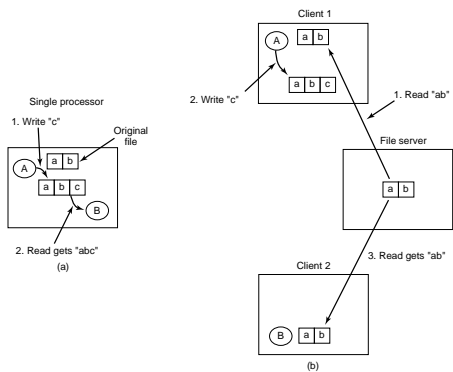 Single processor
1. Write "c"
Original
file
A
a b
a b c
B
2. Read gets "abc"
(a)
Client 1
A
a b
2. Write "c"
a b c
1. Read "ab"
File server
a b
3. Read gets "ab"
Client 2
B
a b
(b)